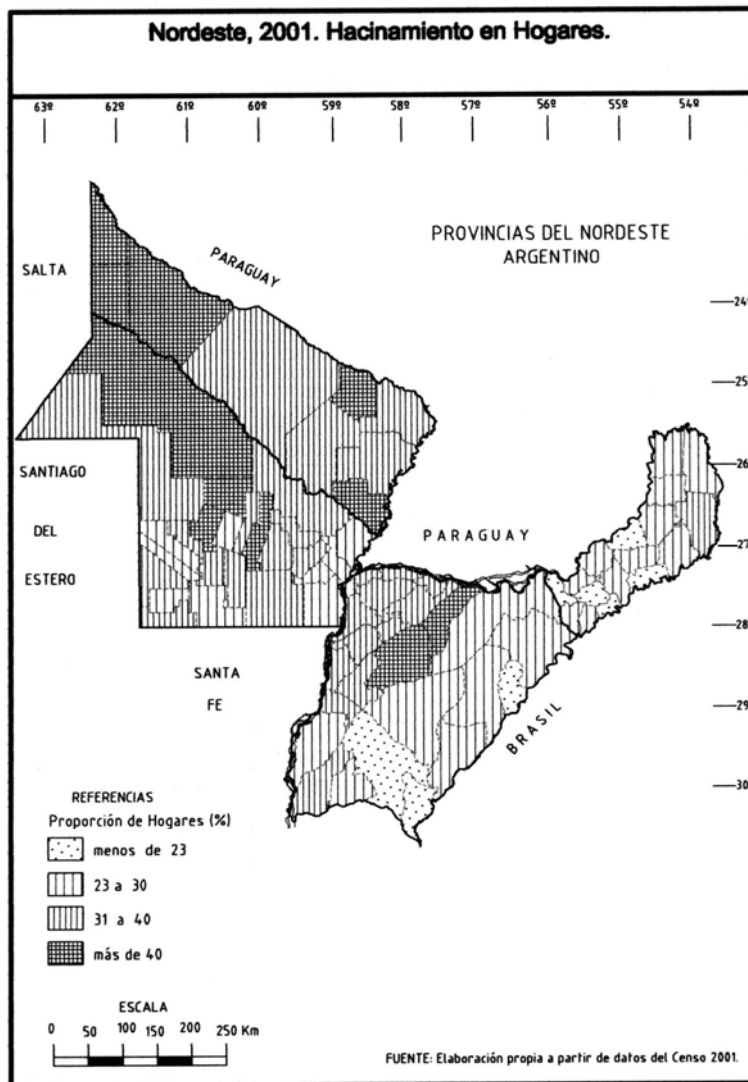 Nordeste, 2001. Hacinamiento en Hogares.
63º 62º 61º 60º 59º 58º 57º 56º 55º 54º
PROVINCIAS DEL NORDESTE
ARGENTINO
SALTA
PARAGUAY
24º
25
SANTIAGO
DEL
ESTERO
26
PARAGUAY
27
28
SANTA
FE
29
BRASIL
30
REFERENCIAS
Proporción de Hogares (%)
menos de 23
23 a 30
31 a 40
más de 40
ESCALA
0 50 100 150 200 250 Km
FUENTE: Elaboración propia a partir de datos del Censo 2001.